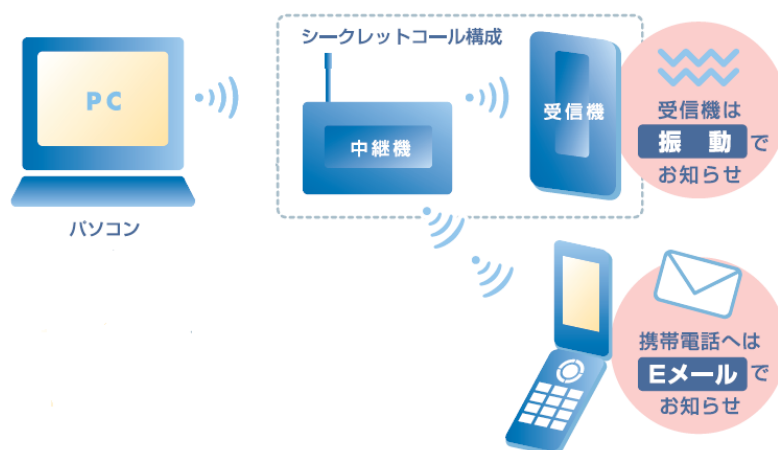 シークレットコール構成
PC
中継機
受信機
受信機は
振動で
お知らせ
パソコン
携帯電話へは
Eメールで
お知らせ